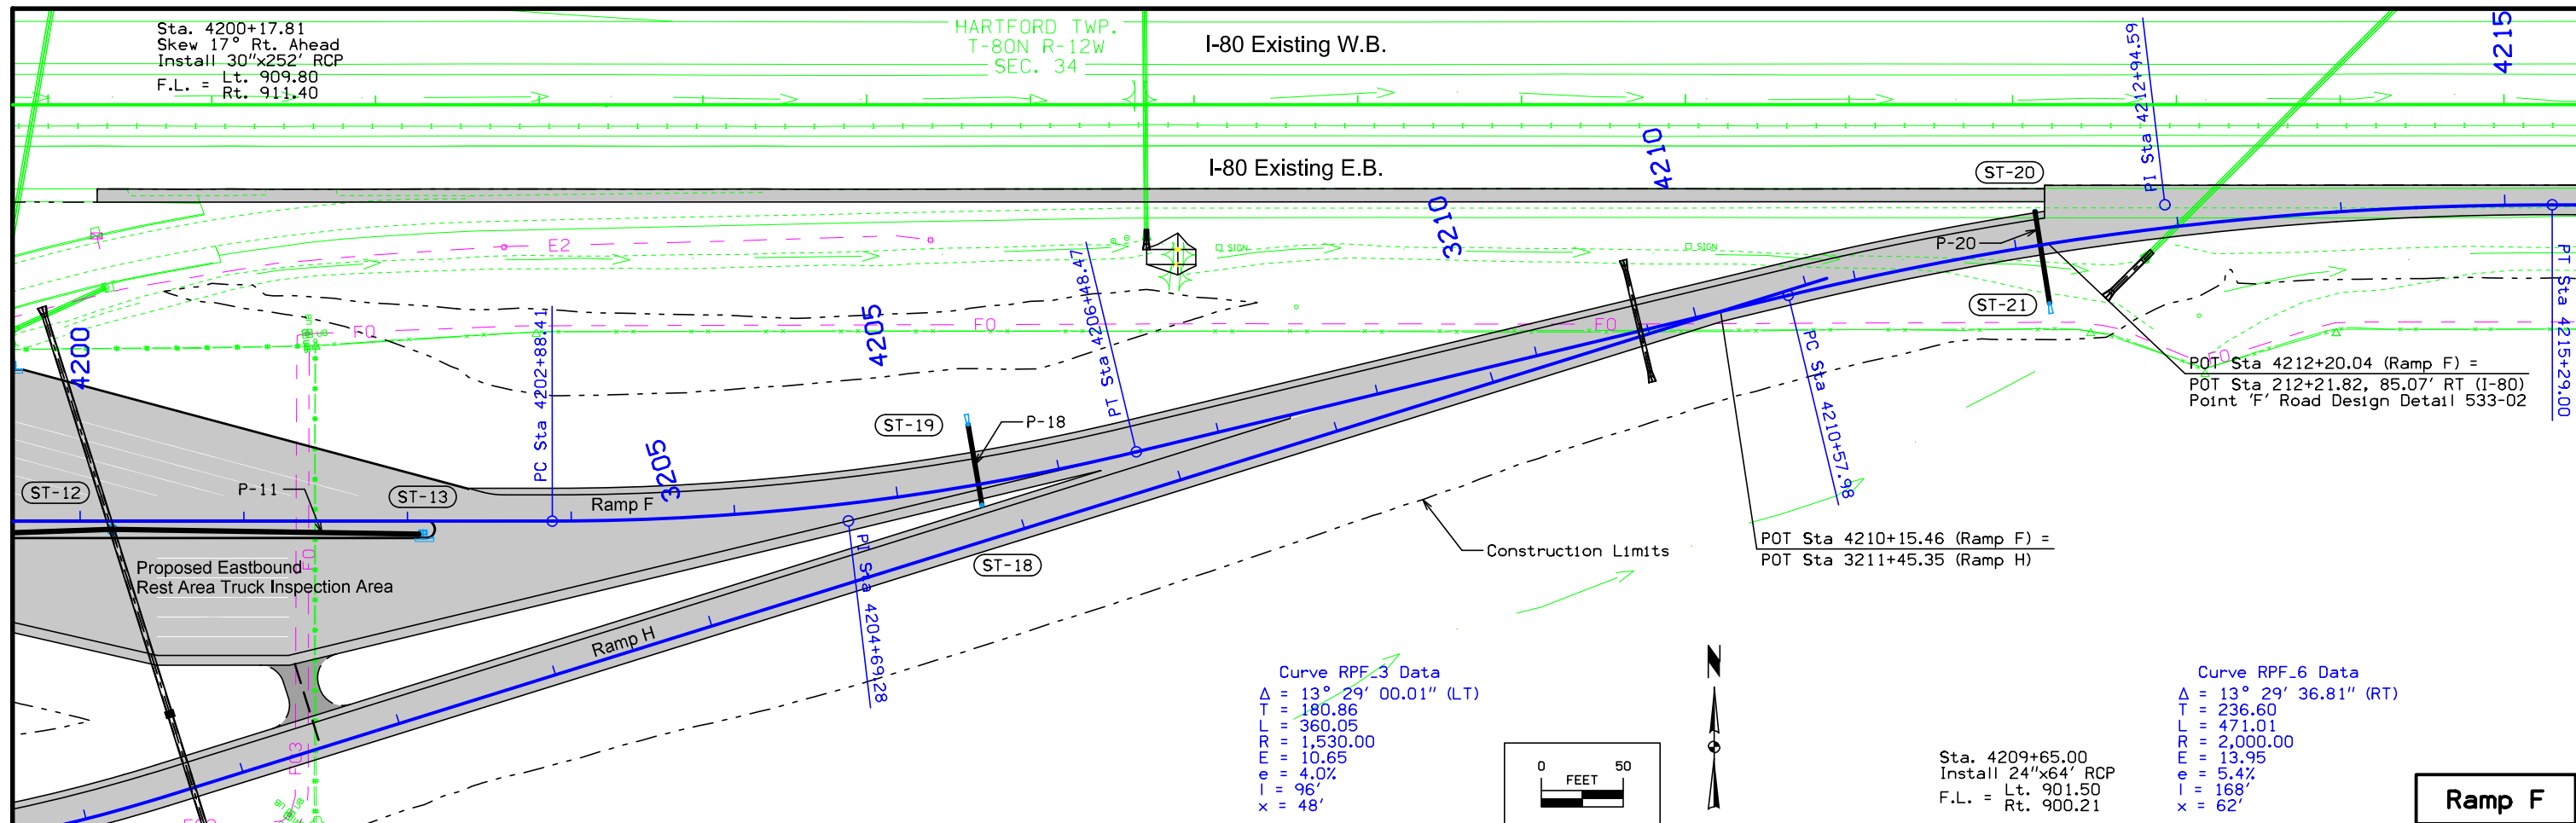 Sta. 4200+17.81
Skew 17° Rt. Ahead
Install 30"x252' RCP
F.L. = Lt. 909.80
Rt. 911.40
HARTFORD TWP.
T-80N R-12W
SEC. 34
I-80 Existing W.B.
I-80 Existing E.B.
PI Sta 4212+94.59
4215
4210
3210
ST-20
P-20
ST-21
SIGN
SIGN
E2
FO
FO
FO
FO
4200
4205
PC Sta 4202+88.41
PT Sta 4206+48.47
PT Sta 4215+29.00
POT Sta 4212+20.04 (Ramp F) =
POT Sta 212+21.82, 85.07' RT (I-80)
Point 'F' Road Design Detail 533-02
ST-19
P-18
3205
ST-12
P-11
ST-13
Ramp F
PC Sta 4210+57.98
FO
PI Sta 4204+69.28
ST-18
Construction Limits
POT Sta 4210+15.46 (Ramp F) =
POT Sta 3211+45.35 (Ramp H)
Proposed Eastbound
Rest Area Truck Inspection Area
Ramp H
FO3
Curve RPF_3 Data
Δ = 13° 29' 00.01" (LT)
T = 180.86
L = 360.05
R = 1,530.00
E = 10.65
e = 4.0%
l = 96'
x = 48'
N
0 50
FEET
Sta. 4209+65.00
Install 24"x64' RCP
F.L. = Lt. 901.50
Rt. 900.21
Curve RPF_6 Data
Δ = 13° 29' 36.81" (RT)
T = 236.60
L = 471.01
R = 2,000.00
E = 13.95
e = 5.4%
l = 168'
x = 62'
Ramp F